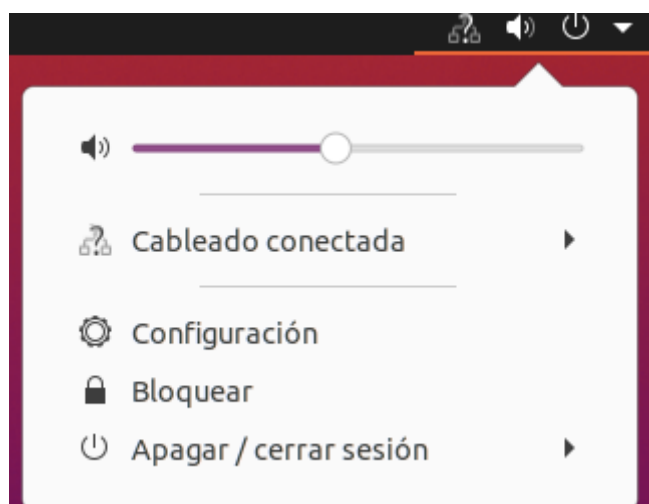 Cableado conectada
Configuración
Bloquear
Apagar / cerrar sesión